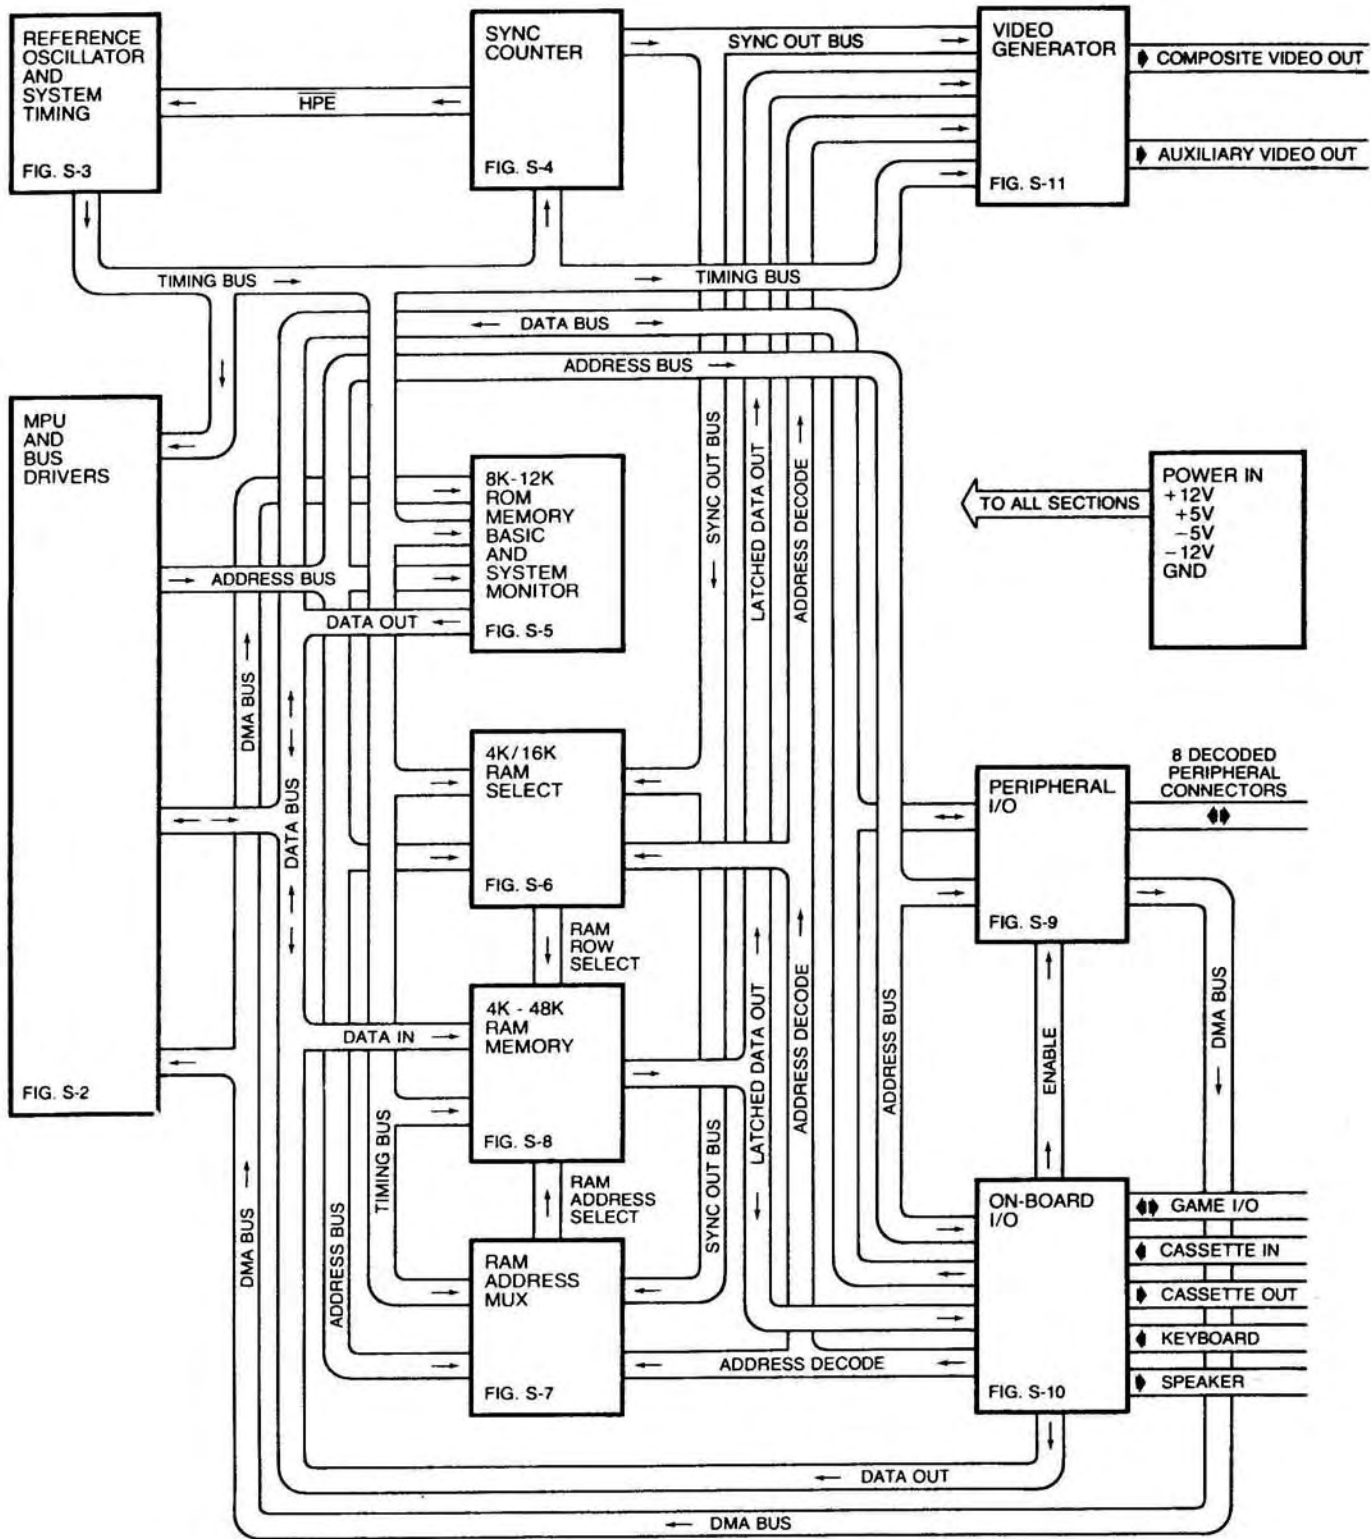 REFERENCE
OSCILLATOR
AND
SYSTEM
TIMING
FIG. S-3
HPE
SYNC
COUNTER
FIG. S-4
SYNC OUT BUS
VIDEO
GENERATOR
FIG. S-11
COMPOSITE VIDEO OUT
AUXILIARY VIDEO OUT
TIMING BUS
TIMING BUS
DATA BUS
ADDRESS BUS
MPU
AND
BUS
DRIVERS
FIG. S-2
8K-12K
ROM
MEMORY
BASIC
AND
SYSTEM
MONITOR
FIG. S-5
ADDRESS BUS
DATA OUT
DMA BUS
DATA BUS
SYNC OUT BUS
LATCHED DATA OUT
ADDRESS DECODE
TO ALL SECTIONS
POWER IN
+12V
+5V
−5V
−12V
GND
4K/16K
RAM
SELECT
FIG. S-6
RAM
ROW
SELECT
PERIPHERAL
I/O
FIG. S-9
8 DECODED
PERIPHERAL
CONNECTORS
4K - 48K
RAM
MEMORY
FIG. S-8
DATA IN
TIMING BUS
RAM
ADDRESS
SELECT
LATCHED DATA OUT
ADDRESS DECODE
ADDRESS BUS
ENABLE
DMA BUS
SYNC OUT BUS
DMA BUS
ADDRESS BUS
RAM
ADDRESS
MUX
FIG. S-7
ADDRESS DECODE
ON-BOARD
I/O
FIG. S-10
GAME I/O
CASSETTE IN
CASSETTE OUT
KEYBOARD
SPEAKER
DATA OUT
DMA BUS